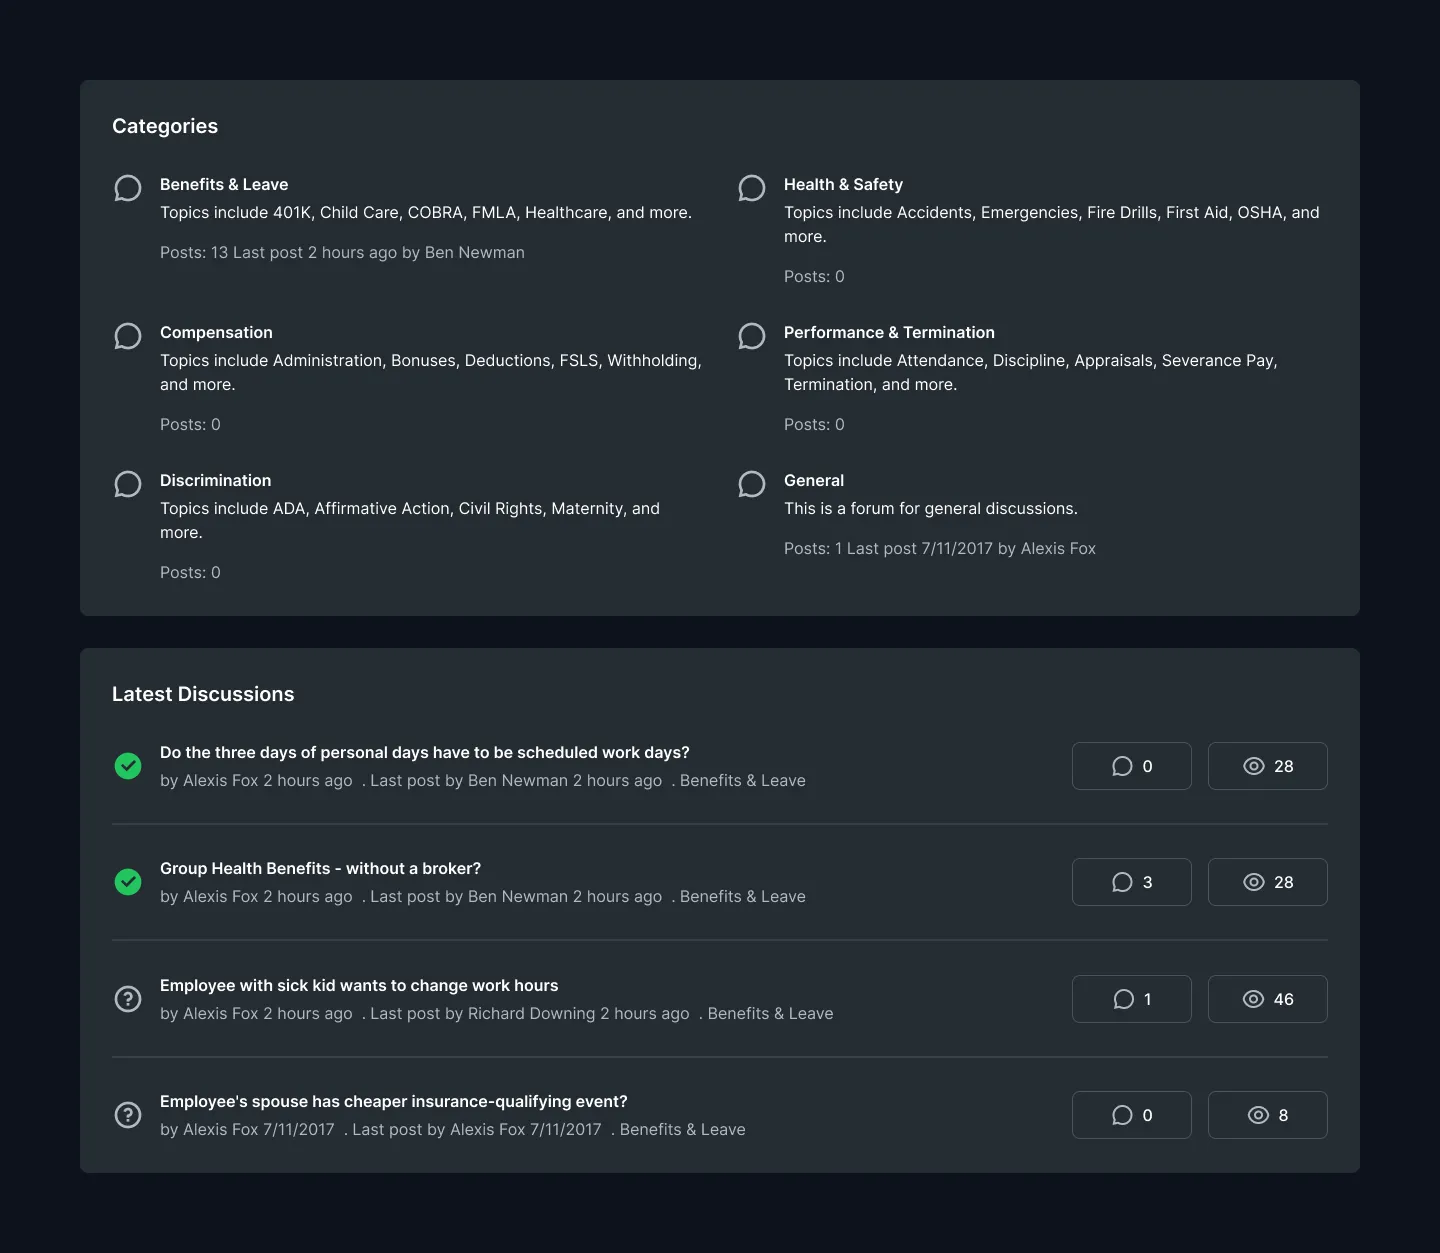 Categories
Benefits & Leave
Topics include 401K, Child Care, COBRA, FMLA, Healthcare, and more.
Posts: 13 Last post 2 hours ago by Ben Newman
Health & Safety
Topics include Accidents, Emergencies, Fire Drills, First Aid, OSHA, and
more.
Posts: 0
Compensation
Topics include Administration, Bonuses, Deductions, FSLS, Withholding,
and more.
Posts: 0
Performance & Termination
Topics include Attendance, Discipline, Appraisals, Severance Pay,
Termination, and more.
Posts: 0
Discrimination
Topics include ADA, Affirmative Action, Civil Rights, Maternity, and
more.
Posts: 0
General
This is a forum for general discussions.
Posts: 1 Last post 7/11/2017 by Alexis Fox
Latest Discussions
Do the three days of personal days have to be scheduled work days?
by Alexis Fox 2 hours ago . Last post by Ben Newman 2 hours ago . Benefits & Leave
0
28
Group Health Benefits - without a broker?
by Alexis Fox 2 hours ago . Last post by Ben Newman 2 hours ago . Benefits & Leave
3
28
Employee with sick kid wants to change work hours
by Alexis Fox 2 hours ago . Last post by Richard Downing 2 hours ago . Benefits & Leave
1
46
Employee's spouse has cheaper insurance-qualifying event?
by Alexis Fox 7/11/2017 . Last post by Alexis Fox 7/11/2017 . Benefits & Leave
0
8